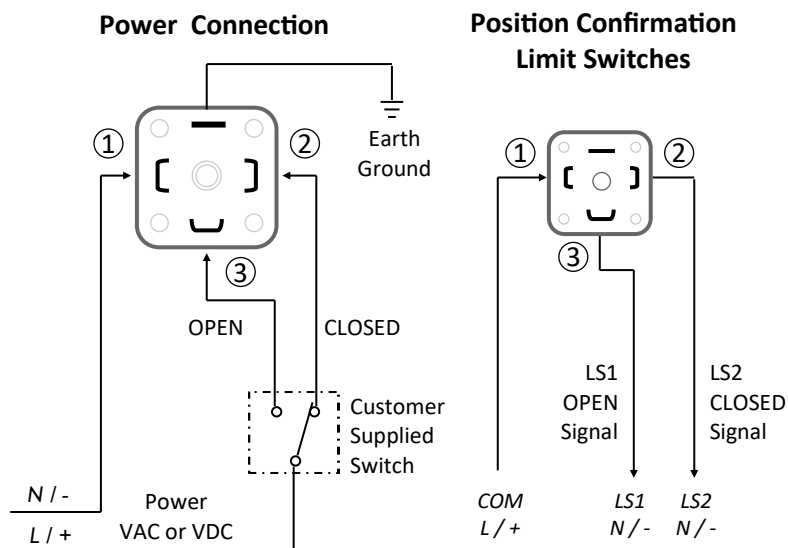 Power Connection
①
②
③
Earth
Ground
OPEN
CLOSED
Customer
Supplied
Switch
N / -
L / +
Power
VAC or VDC
Position Confirmation
Limit Switches
①
②
③
LS1
OPEN
Signal
LS2
CLOSED
Signal
COM
L / +
LS1
N / -
LS2
N / -